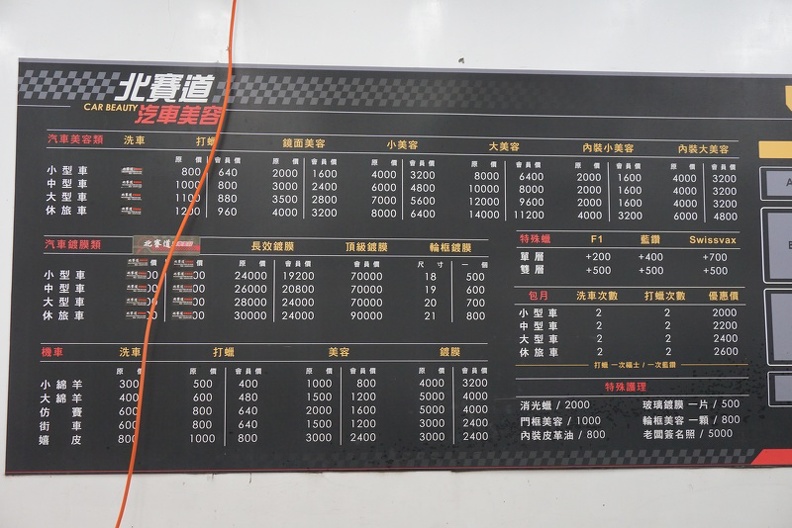 北賽道
CAR BEAUTY 汽車美容
汽車美容類 洗車 打蠟 鏡面美容 小美容 大美容 內裝小美容 內裝大美容
原價 會員價 原價 會員價 原價 會員價 原價 會員價 原價 會員價 原價 會員價
小型車 800 640 2000 1600 4000 3200 8000 6400 2000 1600 4000 3200
中型車 1000 800 3000 2400 6000 4800 10000 8000 2000 1600 4000 3200
大型車 1100 880 3500 2800 7000 5600 12000 9600 2000 1600 4000 3200
休旅車 1200 960 4000 3200 8000 6400 14000 11200 4000 3200 6000 4800
汽車鍍膜類 北賽道 長效鍍膜 頂級鍍膜 輪框鍍膜
原價 會員價 會員價 尺寸 一個
小型車 24000 19200 70000 18 500
中型車 26000 20800 70000 19 600
大型車 28000 24000 70000 20 700
休旅車 30000 24000 90000 21 800
特殊蠟 F1 藍鑽 Swissvax
單層 +200 +400 +700
雙層 +500 +500 +500
包月 洗車次數 打蠟次數 優惠價
小型車 2 2 2000
中型車 2 2 2200
大型車 2 2 2400
休旅車 2 2 2600
打蠟 一次福士 / 一次藍鑽
機車 洗車 打蠟 美容 鍍膜
原價 原價 會員價 原價 會員價 原價 會員價
小綿羊 300 500 400 1000 800 4000 3200
大綿羊 400 600 480 1500 1200 5000 4000
仿賽 600 800 640 2000 1600 5000 4000
街車 600 800 640 1500 1200 3000 2400
嬉皮 800 1000 800 3000 2400 3000 2400
特殊護理
消光蠟 / 2000 玻璃鍍膜 一片 / 500
門框美容 / 1000 輪框美容 一顆 / 800
內裝皮革油 / 800 老闆簽名照 / 5000